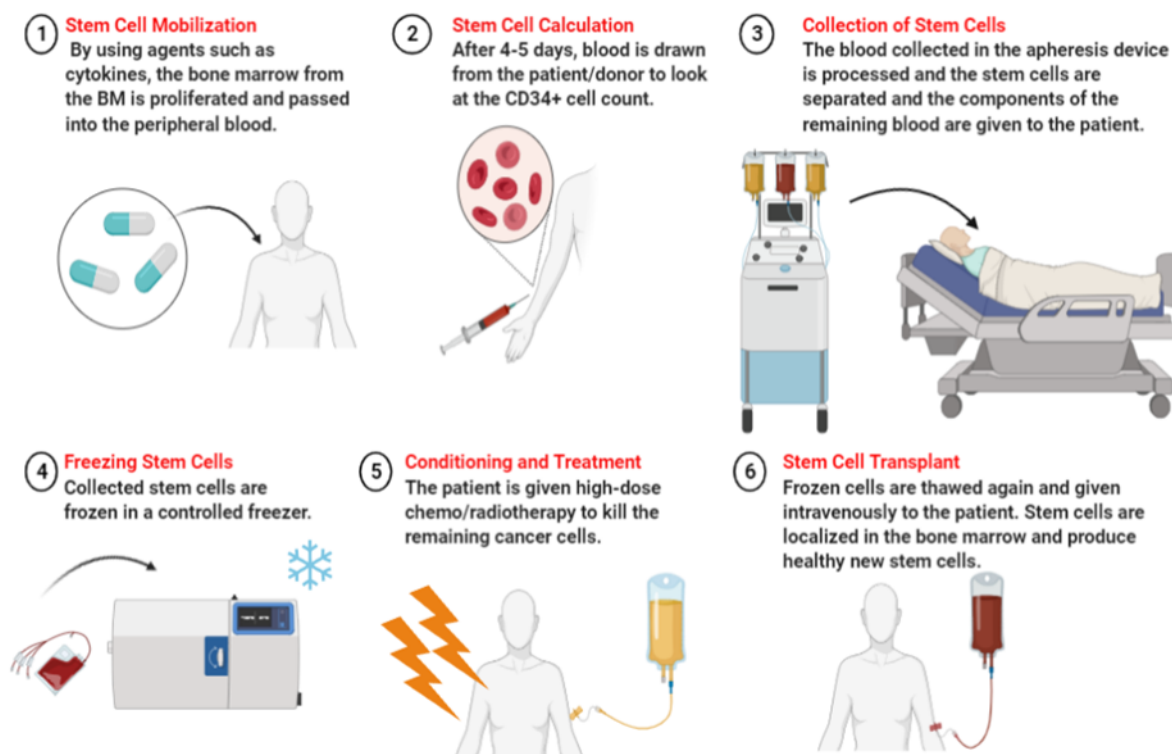 1
Stem Cell Mobilization
By using agents such as
cytokines, the bone marrow from
the BM is proliferated and passed
into the peripheral blood.
2
Stem Cell Calculation
After 4-5 days, blood is drawn
from the patient/donor to look
at the CD34+ cell count.
3
Collection of Stem Cells
The blood collected in the apheresis device
is processed and the stem cells are
separated and the components of the
remaining blood are given to the patient.
4
Freezing Stem Cells
Collected stem cells are
frozen in a controlled freezer.
5
Conditioning and Treatment
The patient is given high-dose
chemo/radiotherapy to kill the
remaining cancer cells.
6
Stem Cell Transplant
Frozen cells are thawed again and given
intravenously to the patient. Stem cells are
localized in the bone marrow and produce
healthy new stem cells.